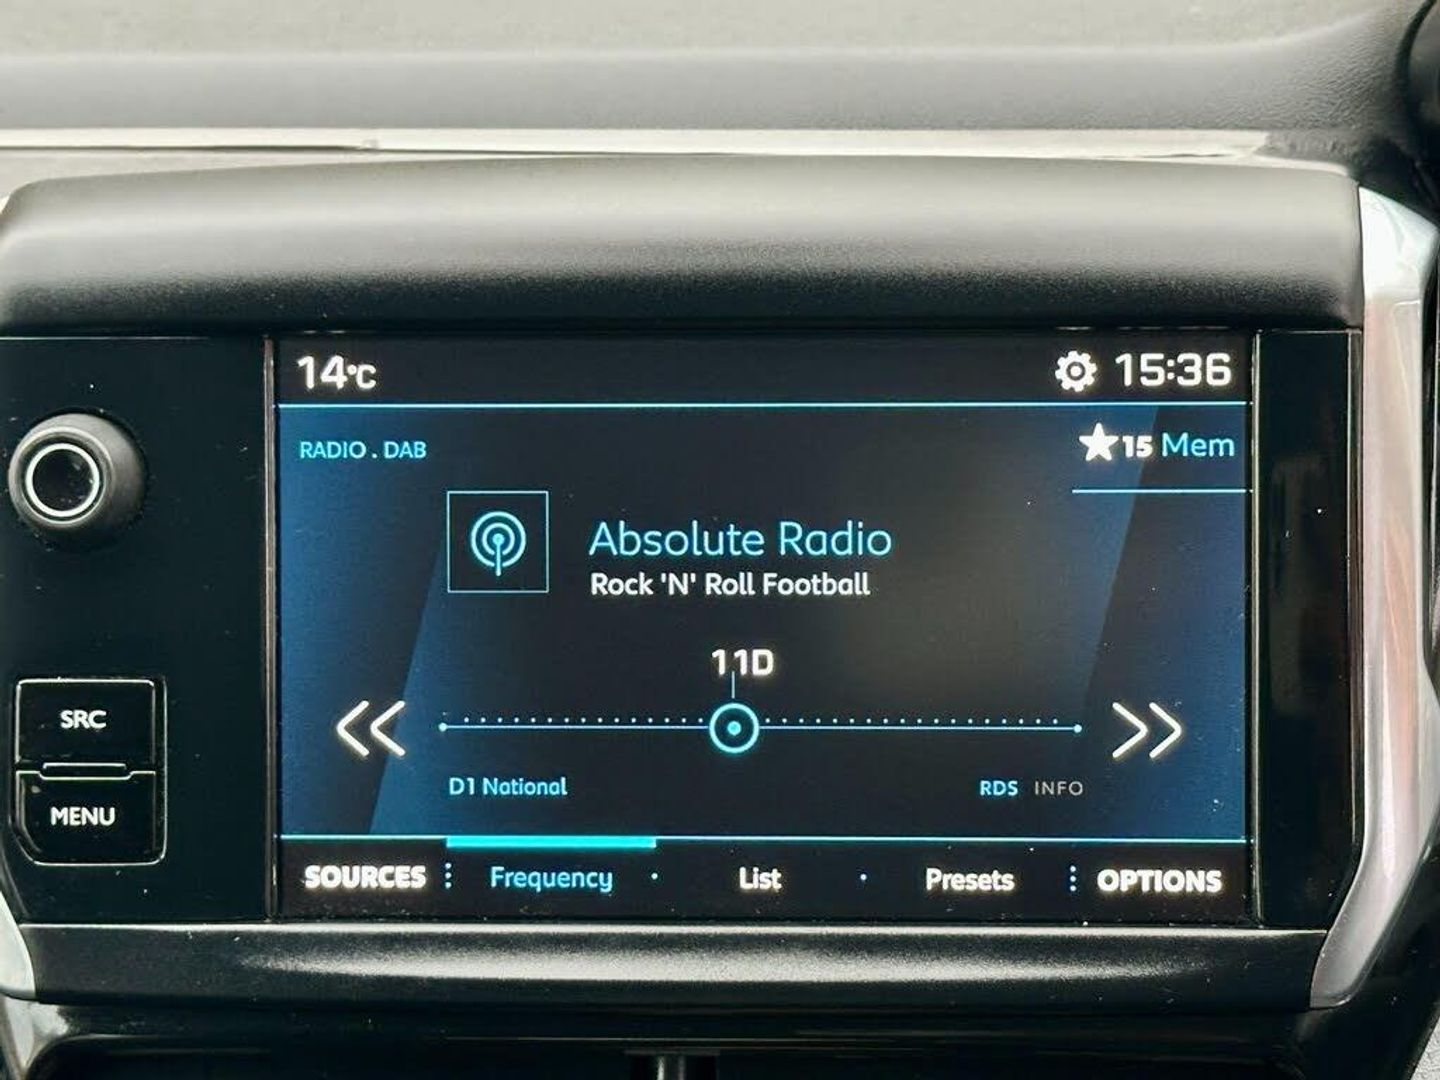 14°C
15:36
RADIO . DAB
15 Mem
Absolute Radio
Rock 'N' Roll Football
11D
SRC
D1 National
RDS INFO
MENU
SOURCES
Frequency
List
Presets
OPTIONS